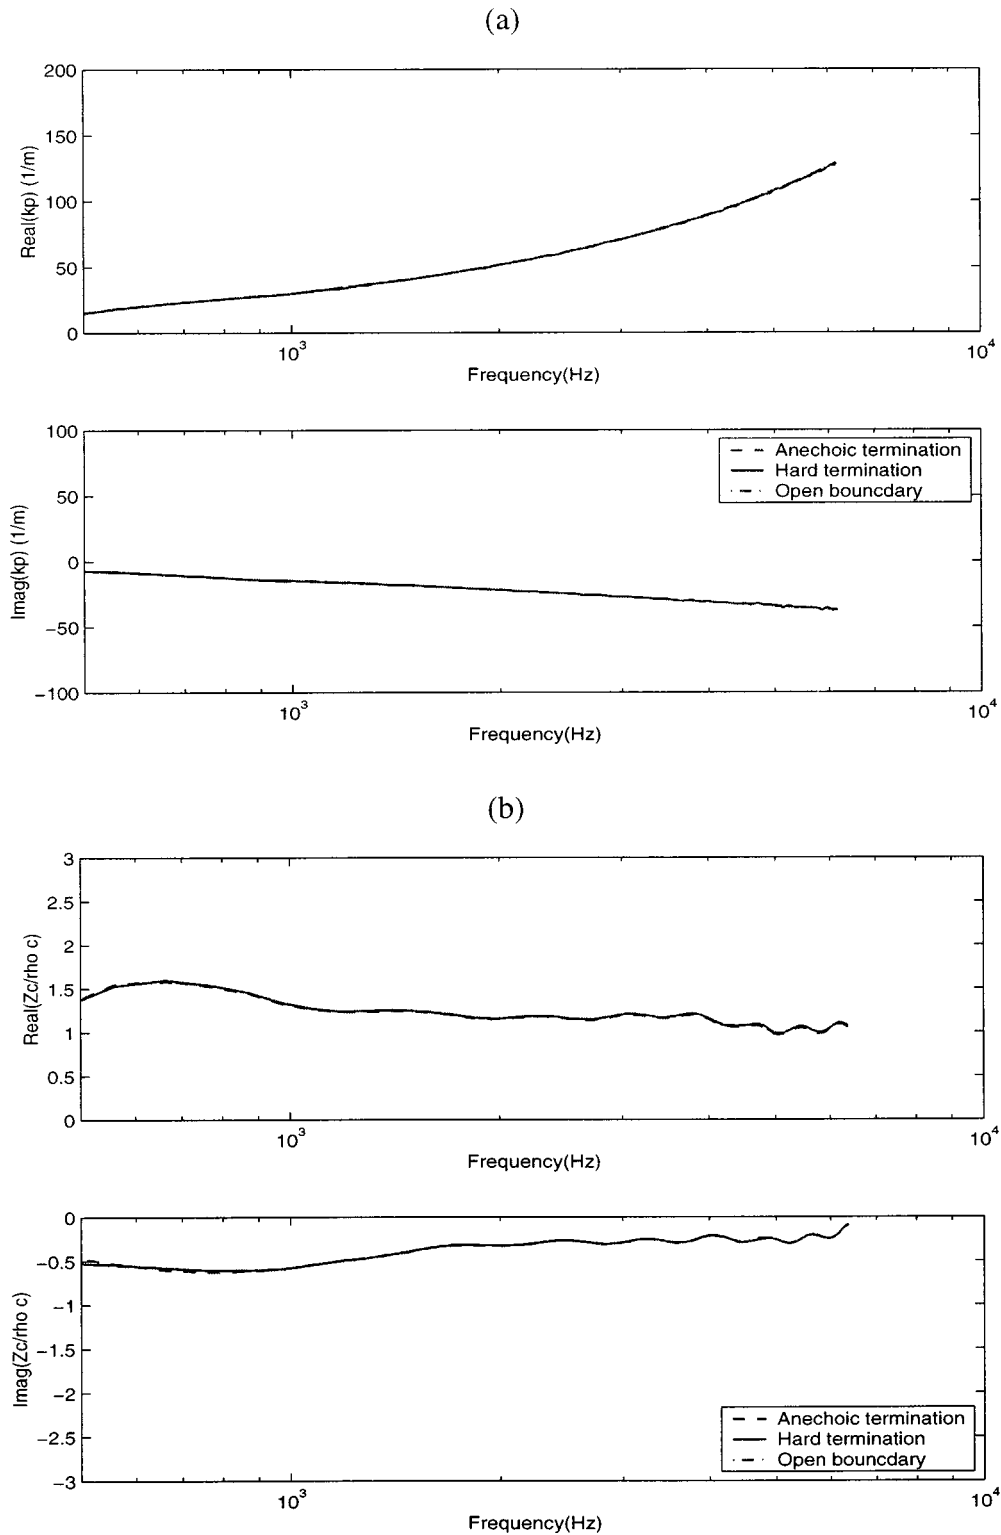 (a)
200
150
100
50
0
Real(kp) (1/m)
10³
10⁴
Frequency(Hz)
100
50
0
−50
−100
Imag(kp) (1/m)
Anechoic termination
Hard termination
Open bouncdary
10³
10⁴
Frequency(Hz)
(b)
3
2.5
2
1.5
1
0.5
0
Real(Zc/rho c)
10³
10⁴
Frequency(Hz)
0
−0.5
−1
−1.5
−2
−2.5
−3
Imag(Zc/rho c)
Anechoic termination
Hard termination
Open bouncdary
10³
10⁴
Frequency(Hz)